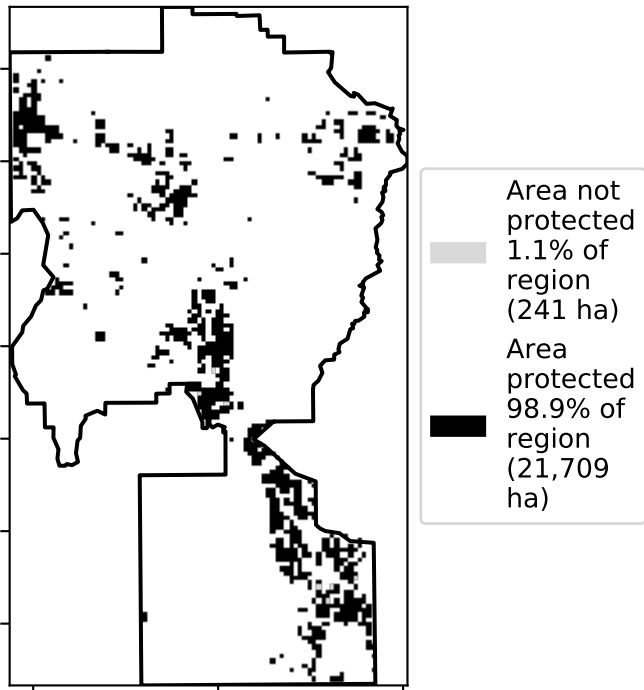 Area not
protected
1.1% of
region
(241 ha)
Area
protected
98.9% of
region
(21,709
ha)